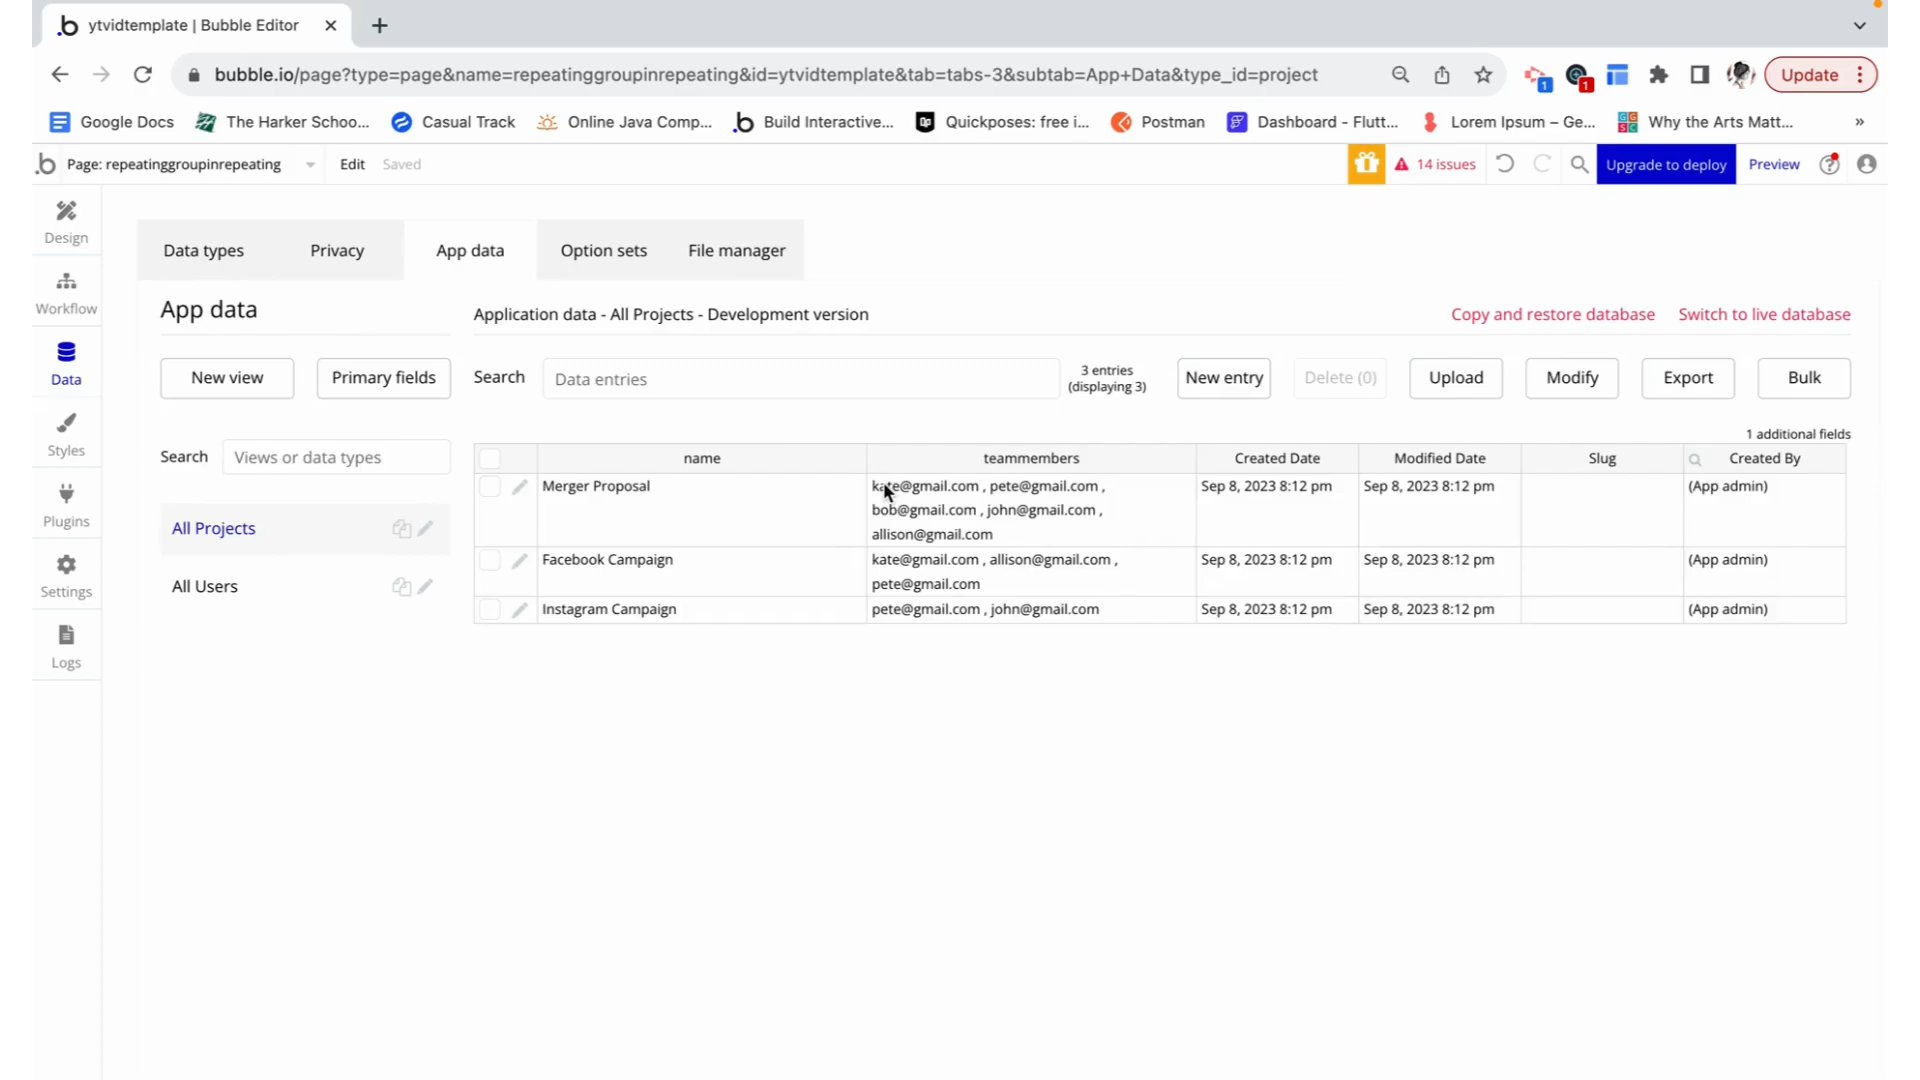 ytvidtemplate | Bubble Editor
bubble.io/page?type=page&name=repeatinggroupinrepeating&id=ytvidtemplate&tab=tabs-3&subtab=App+Data&type_id=project
1
1
Update
Google Docs
The Harker Schoo...
Casual Track
Online Java Comp...
Build Interactive...
Quickposes: free i...
Postman
Dashboard - Flutt...
Lorem Ipsum – Ge...
Why the Arts Matt...
»
Page: repeatinggroupinrepeating
Edit
Saved
14 issues
Upgrade to deploy
Preview
Design
Workflow
Data
Styles
Plugins
Settings
Logs
Data types
Privacy
App data
Option sets
File manager
App data
Application data - All Projects - Development version
Copy and restore database
Switch to live database
New view
Primary fields
Search
Data entries
3 entries
(displaying 3)
New entry
Delete (0)
Upload
Modify
Export
Bulk
1 additional fields
Search
Views or data types
All Projects
All Users
name
teammembers
Created Date
Modified Date
Slug
Created By
Merger Proposal
kate@gmail.com , pete@gmail.com ,
bob@gmail.com , john@gmail.com ,
allison@gmail.com
Sep 8, 2023 8:12 pm
Sep 8, 2023 8:12 pm
(App admin)
Facebook Campaign
kate@gmail.com , allison@gmail.com ,
pete@gmail.com
Sep 8, 2023 8:12 pm
Sep 8, 2023 8:12 pm
(App admin)
Instagram Campaign
pete@gmail.com , john@gmail.com
Sep 8, 2023 8:12 pm
Sep 8, 2023 8:12 pm
(App admin)